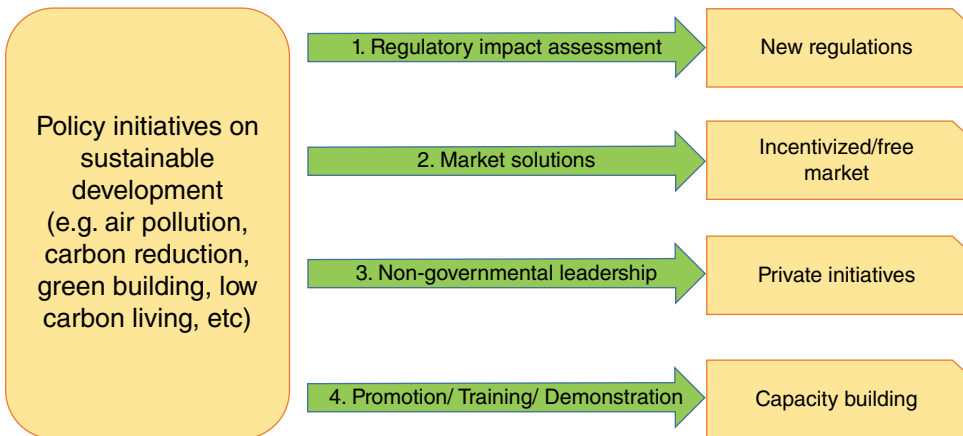 Policy initiatives on
sustainable
development
(e.g. air pollution,
carbon reduction,
green building, low
carbon living, etc)
1. Regulatory impact assessment
New regulations
2. Market solutions
Incentivized/free
market
3. Non-governmental leadership
Private initiatives
4. Promotion/ Training/ Demonstration
Capacity building